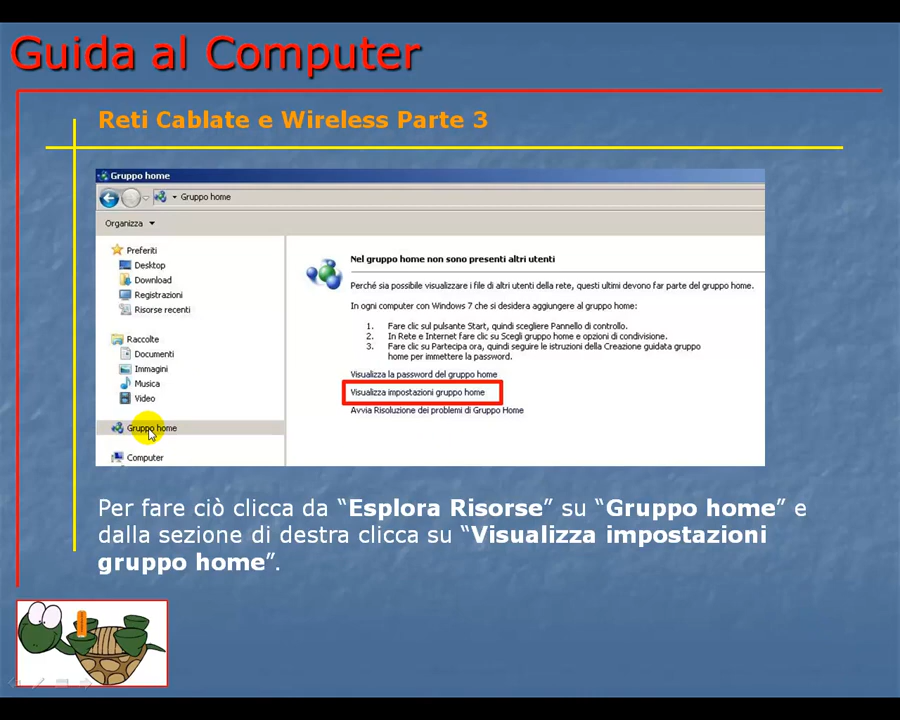 Guida al Computer
Reti Cablate e Wireless Parte 3
Gruppo home
Gruppo home
Organizza
Preferiti
Desktop
Download
Registrazioni
Risorse recenti
Raccolte
Documenti
Immagini
Musica
Video
Gruppo home
Computer
Nel gruppo home non sono presenti altri utenti
Perché sia possibile visualizzare i file di altri utenti della rete, questi ultimi devono far parte del gruppo home.
In ogni computer con Windows 7 che si desidera aggiungere al gruppo home:
1. Fare clic sul pulsante Start, quindi scegliere Pannello di controllo.
2. In Rete e Internet fare clic su Scegli gruppo home e opzioni di condivisione.
3. Fare clic su Partecipa ora, quindi seguire le istruzioni della Creazione guidata gruppo
home per immettere la password.
Visualizza la password del gruppo home
Visualizza impostazioni gruppo home
Avvia Risoluzione dei problemi di Gruppo Home
Per fare ciò clicca da “Esplora Risorse” su “Gruppo home” e
dalla sezione di destra clicca su “Visualizza impostazioni
gruppo home”.